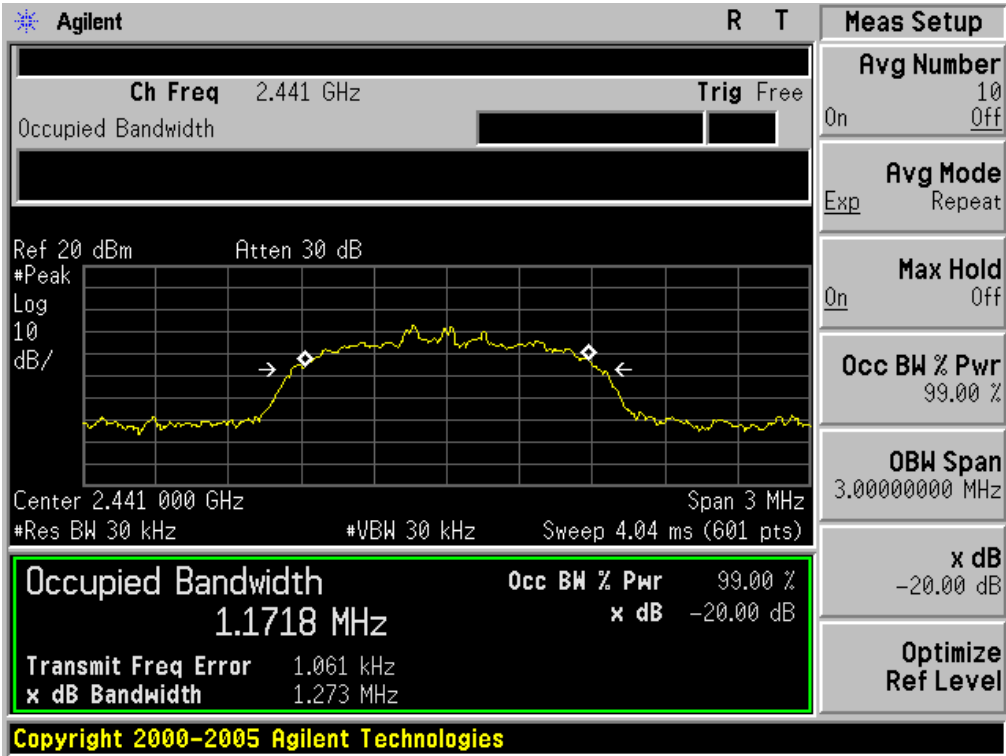 Agilent R T
Meas Setup
Ch Freq 2.441 GHz Trig Free
Occupied Bandwidth
Ref 20 dBm Atten 30 dB
#Peak
Log
10
dB/
Center 2.441 000 GHz Span 3 MHz
#Res BW 30 kHz #VBW 30 kHz Sweep 4.04 ms (601 pts)
Occupied Bandwidth Occ BW % Pwr 99.00 %
1.1718 MHz x dB -20.00 dB
Transmit Freq Error 1.061 kHz
x dB Bandwidth 1.273 MHz
Copyright 2000-2005 Agilent Technologies
Avg Number
10
On Off
Avg Mode
Exp Repeat
Max Hold
On Off
Occ BW % Pwr
99.00 %
OBW Span
3.00000000 MHz
x dB
-20.00 dB
Optimize
Ref Level